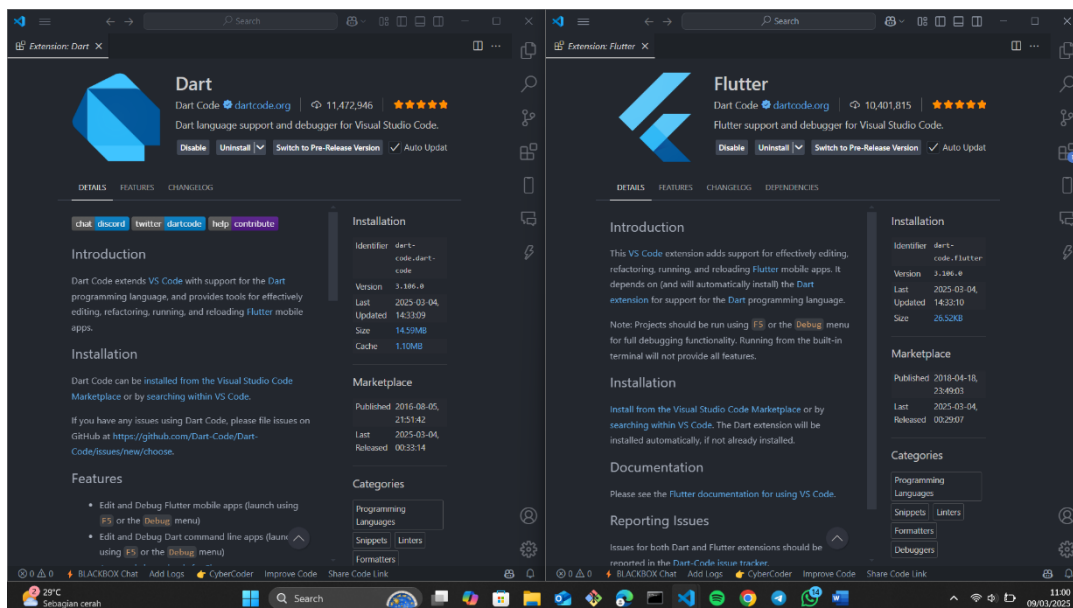 Search
Extension: Dart
Dart
Dart Code dartcode.org 11,472,946
Dart language support and debugger for Visual Studio Code.
Disable Uninstall Switch to Pre-Release Version Auto Updat
DETAILS FEATURES CHANGELOG
chat discord twitter dartcode help contribute
Introduction
Dart Code extends VS Code with support for the Dart
programming language, and provides tools for effectively
editing, refactoring, running, and reloading Flutter mobile
apps.
Installation
Dart Code can be installed from the Visual Studio Code
Marketplace or by searching within VS Code.
If you have any issues using Dart Code, please file issues on
GitHub at https://github.com/Dart-Code/Dart-
Code/issues/new/choose.
Features
• Edit and Debug Flutter mobile apps (launch using
F5 or the Debug menu)
• Edit and Debug Dart command line apps (launc
using F5 or the Debug menu)
Installation
Identifier dart-
code.dart-
code
Version 3.106.0
Last 2025-03-04,
Updated 14:33:09
Size 14.59MB
Cache 1.10MB
Marketplace
Published 2016-08-05,
21:51:42
Last 2025-03-04,
Released 00:33:14
Categories
Programming
Languages
Snippets Linters
Formatters
0 0 BLACKBOX Chat Add Logs CyberCoder Improve Code Share Code Link
Search
Extension: Flutter
Flutter
Dart Code dartcode.org 10,401,815
Flutter support and debugger for Visual Studio Code.
Disable Uninstall Switch to Pre-Release Version Auto Updat
DETAILS FEATURES CHANGELOG DEPENDENCIES
Introduction
This VS Code extension adds support for effectively editing,
refactoring, running, and reloading Flutter mobile apps. It
depends on (and will automatically install) the Dart
extension for support for the Dart programming language.
Note: Projects should be run using F5 or the Debug menu
for full debugging functionality. Running from the built-in
terminal will not provide all features.
Installation
Install from the Visual Studio Code Marketplace or by
searching within VS Code. The Dart extension will be
installed automatically, if not already installed.
Documentation
Please see the Flutter documentation for using VS Code.
Reporting Issues
Issues for both Dart and Flutter extensions should be
reported in the Dart-Code issue tracker.
Installation
Identifier dart-
code.flutter
Version 3.106.0
Last 2025-03-04,
Updated 14:33:10
Size 26.52KB
Marketplace
Published 2018-04-18,
23:49:03
Last 2025-03-04,
Released 00:29:07
Categories
Programming
Languages
Snippets Linters
Formatters
Debuggers
0 0 BLACKBOX Chat Add Logs CyberCoder Improve Code Share Code Link
2 29°C
Sebagian cerah
Search
14
11:00
09/03/2025